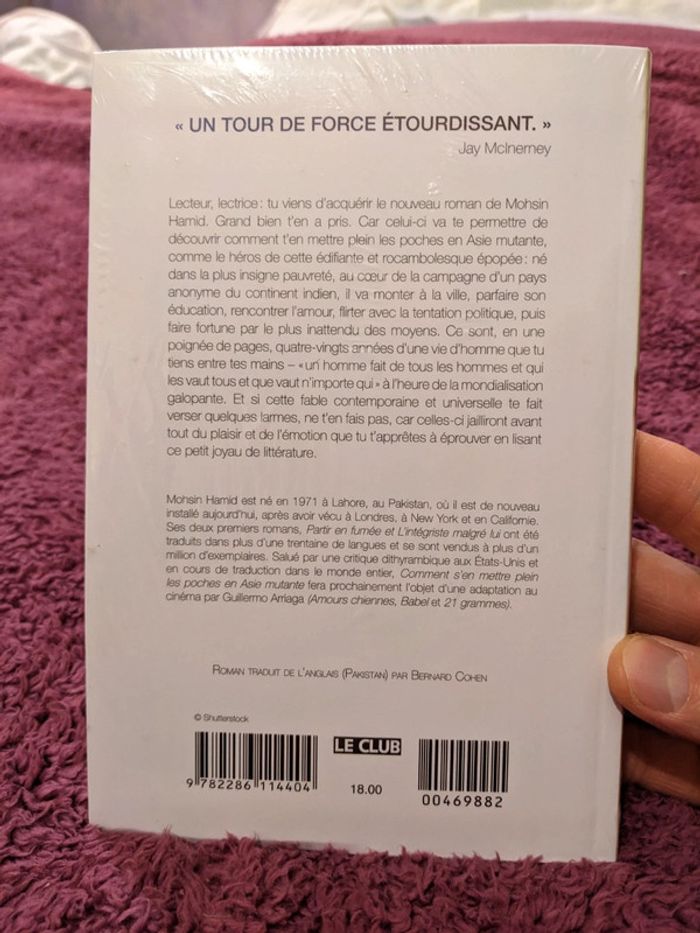 « UN TOUR DE FORCE ÉTOURDISSANT. »
Jay McInerney
Lecteur, lectrice : tu viens d'acquérir le nouveau roman de Mohsin
Hamid. Grand bien t'en a pris. Car celui-ci va te permettre de
découvrir comment t'en mettre plein les poches en Asie mutante,
comme le héros de cette édifiante et rocambolesque épopée : né
dans la plus insigne pauvreté, au cœur de la campagne d'un pays
anonyme du continent indien, il va monter à la ville, parfaire son
éducation, rencontrer l'amour, flirter avec la tentation politique, puis
faire fortune par le plus inattendu des moyens. Ce sont, en une
poignée de pages, quatre-vingts années d'une vie d'homme que tu
tiens entre tes mains – « un homme fait de tous les hommes et qui
les vaut tous et que vaut n'importe qui » à l'heure de la mondialisation
galopante. Et si cette fable contemporaine et universelle te fait
verser quelques larmes, ne t'en fais pas, car celles-ci jailliront avant
tout du plaisir et de l'émotion que tu t'apprêtes à éprouver en lisant
ce petit joyau de littérature.
Mohsin Hamid est né en 1971 à Lahore, au Pakistan, où il est de nouveau
installé aujourd'hui, après avoir vécu à Londres, à New York et en Californie.
Ses deux premiers romans, Partir en fumée et L'intégriste malgré lui ont été
traduits dans plus d'une trentaine de langues et se sont vendus à plus d'un
million d'exemplaires. Salué par une critique dithyrambique aux États-Unis et
en cours de traduction dans le monde entier, Comment s'en mettre plein
les poches en Asie mutante fera prochainement l'objet d'une adaptation au
cinéma par Guillermo Arriaga (Amours chiennes, Babel et 21 grammes).
ROMAN TRADUIT DE L'ANGLAIS (PAKISTAN) PAR BERNARD COHEN
© Shutterstock
LE CLUB
9 782286 114404
18.00
00469882